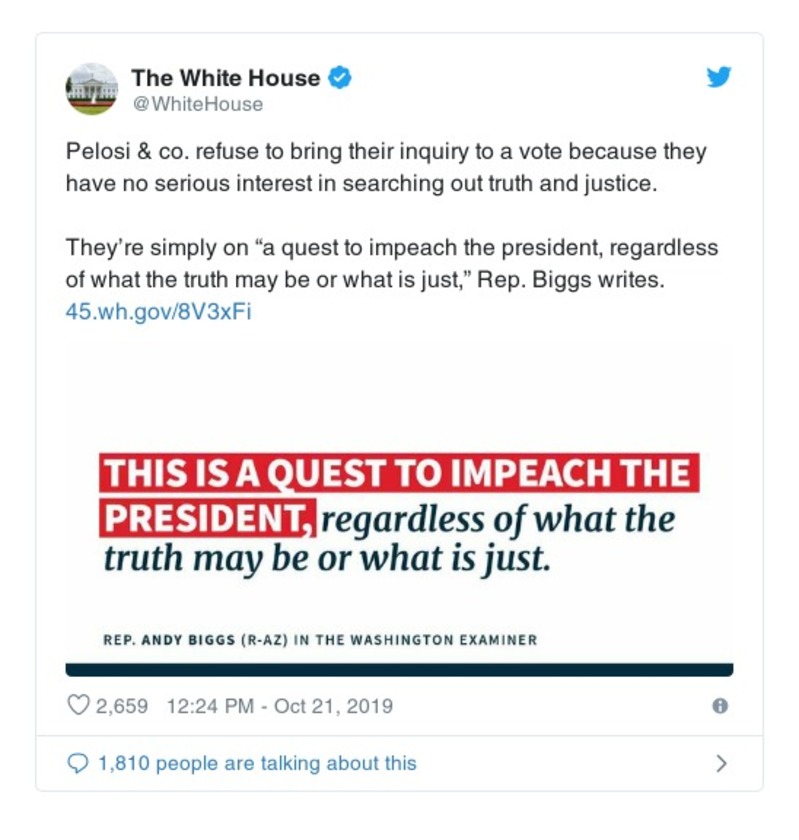 The White House
@WhiteHouse
Pelosi & co. refuse to bring their inquiry to a vote because they
have no serious interest in searching out truth and justice.
They’re simply on “a quest to impeach the president, regardless
of what the truth may be or what is just,” Rep. Biggs writes.
45.wh.gov/8V3xFi
THIS IS A QUEST TO IMPEACH THE
PRESIDENT, regardless of what the
truth may be or what is just.
REP. ANDY BIGGS (R-AZ) IN THE WASHINGTON EXAMINER
2,659 12:24 PM - Oct 21, 2019
1,810 people are talking about this